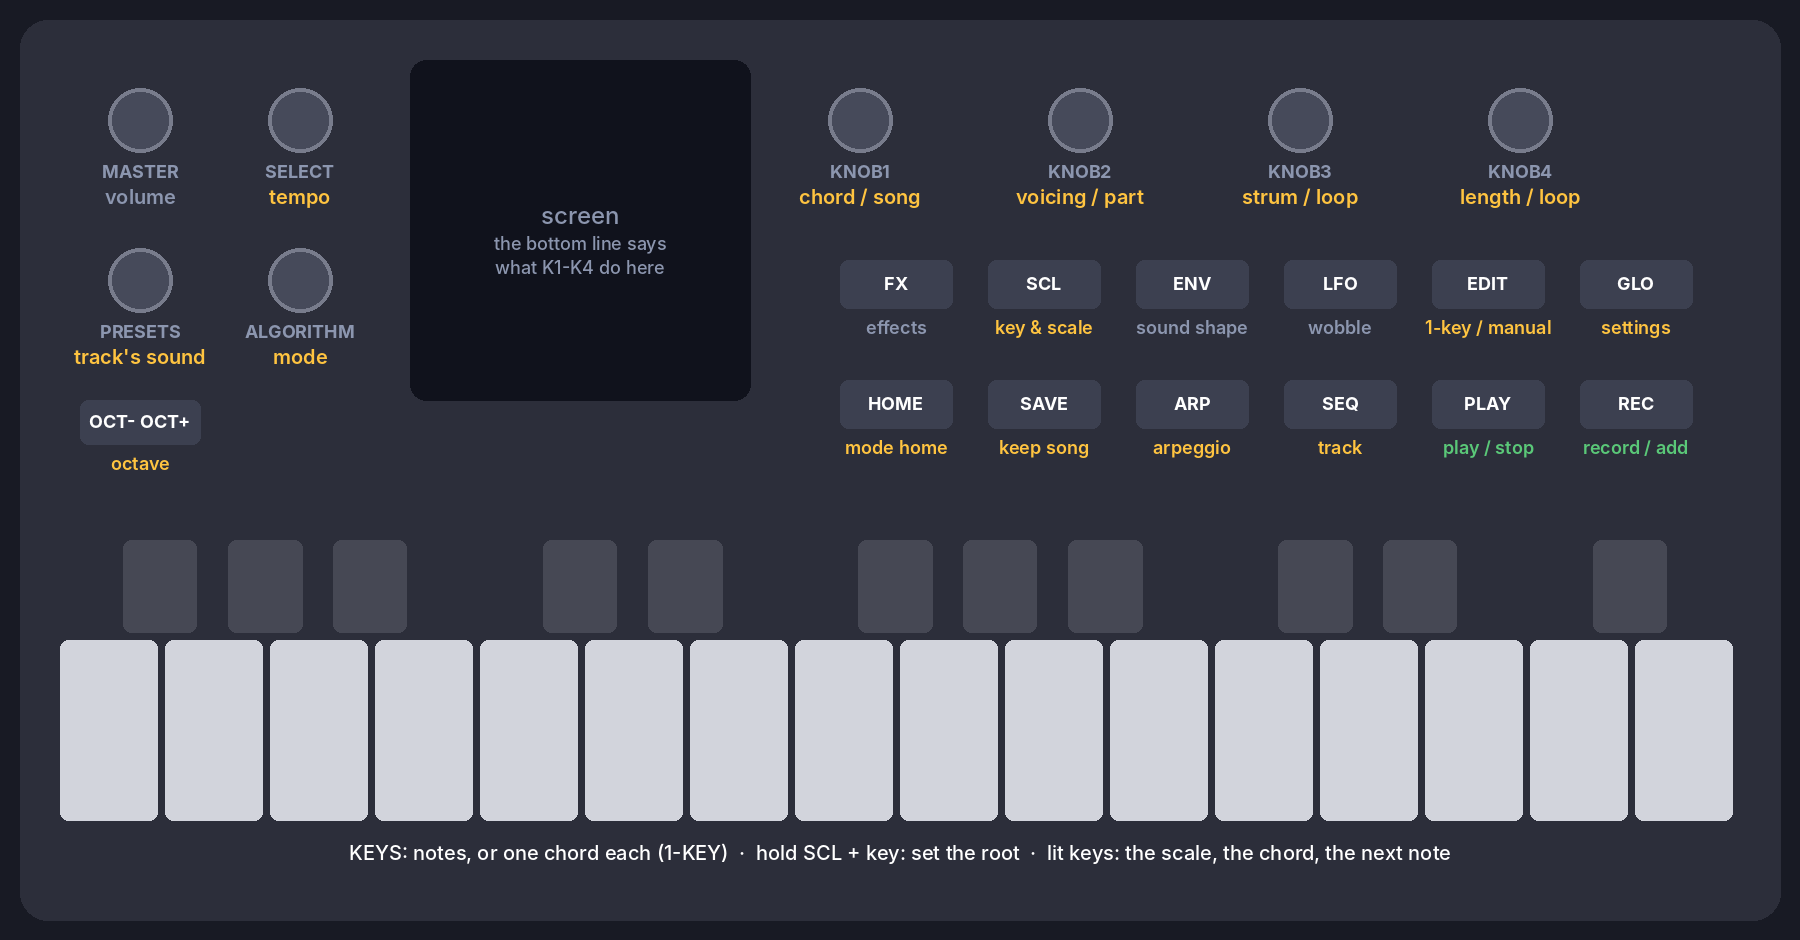 MASTER
volume
SELECT
tempo
PRESETS
track's sound
ALGORITHM
mode
OCT- OCT+
octave
screen
the bottom line says
what K1-K4 do here
KNOB1
chord / song
KNOB2
voicing / part
KNOB3
strum / loop
KNOB4
length / loop
FX
effects
SCL
key & scale
ENV
sound shape
LFO
wobble
EDIT
1-key / manual
GLO
settings
HOME
mode home
SAVE
keep song
ARP
arpeggio
SEQ
track
PLAY
play / stop
REC
record / add
KEYS: notes, or one chord each (1-KEY) · hold SCL + key: set the root · lit keys: the scale, the chord, the next note